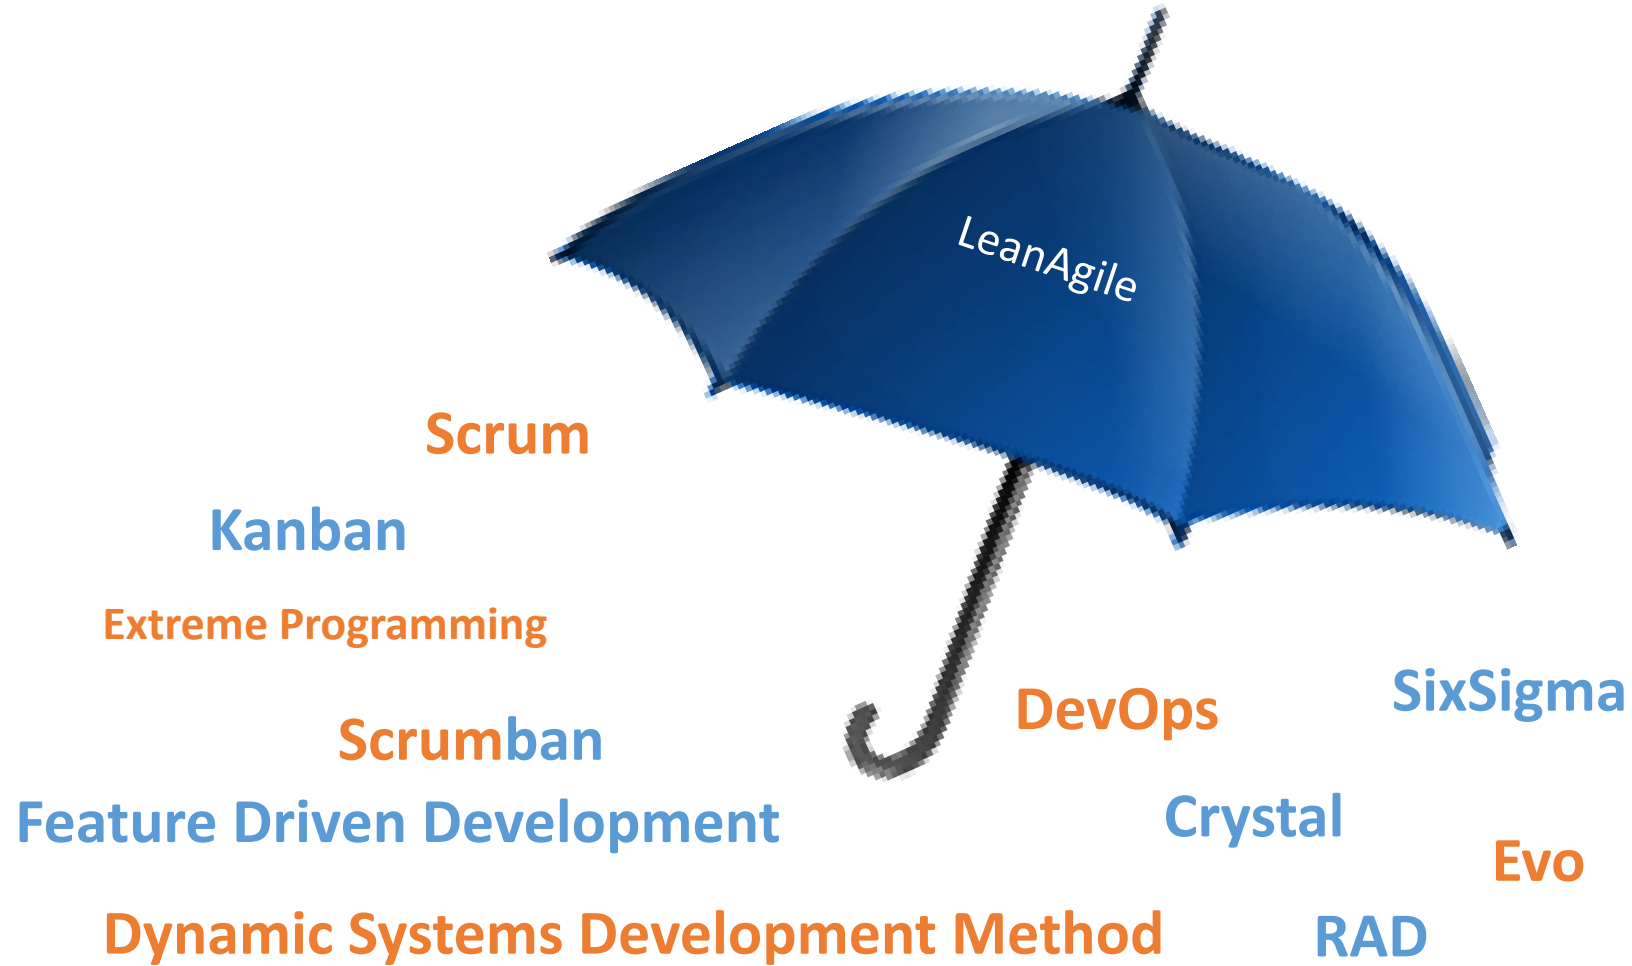 LeanAgile
Scrum
Kanban
Extreme Programming
Scrumban
Feature Driven Development
Dynamic Systems Development Method
DevOps
SixSigma
Crystal
Evo
RAD